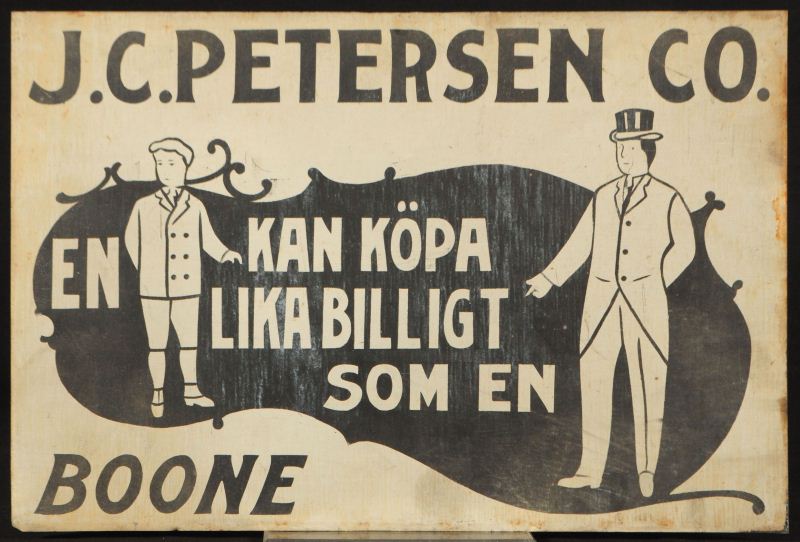 J.C. PETERSEN CO.
EN KAN KÖPA
LIKA BILLIGT
SOM EN
BOONE